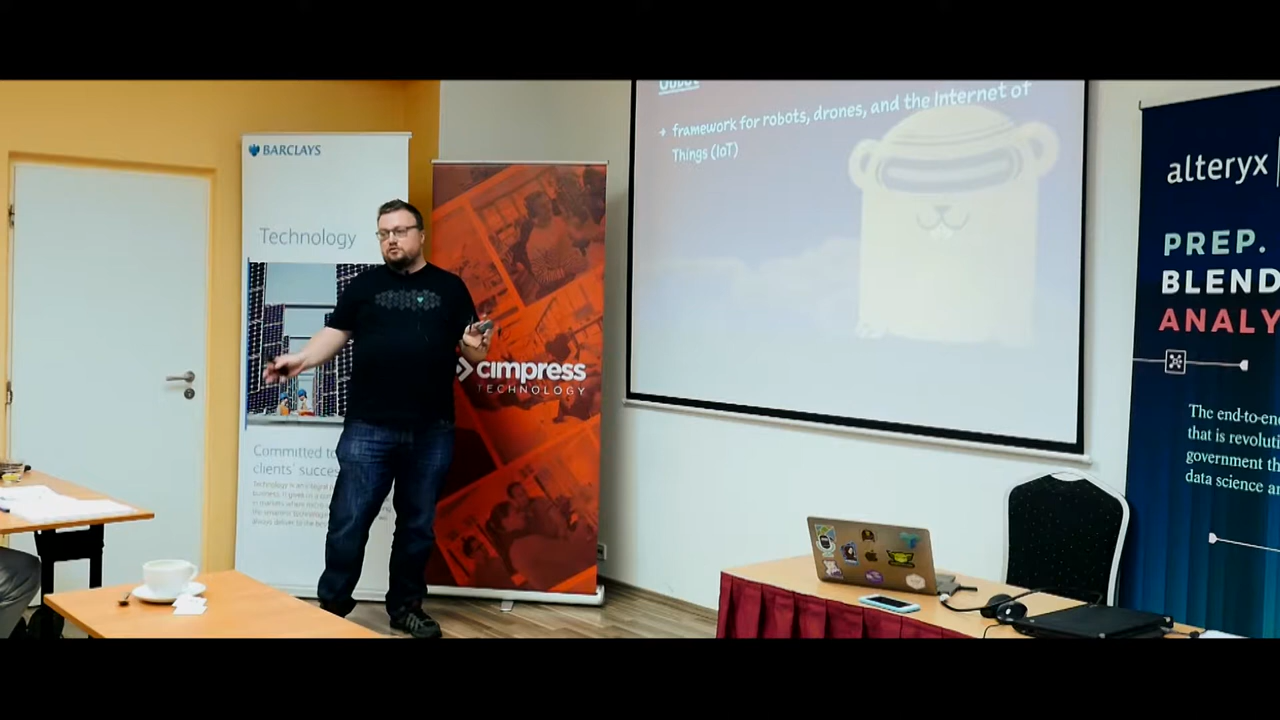 BARCLAYS
Technology
Committed to
clients' success
cimpress
TECHNOLOGY
→ framework for robots, drones, and the Internet of
Things (IoT)
alteryx
PREP.
BLEND
ANALY
The end-to-end
that is revoluti
government th
data science an